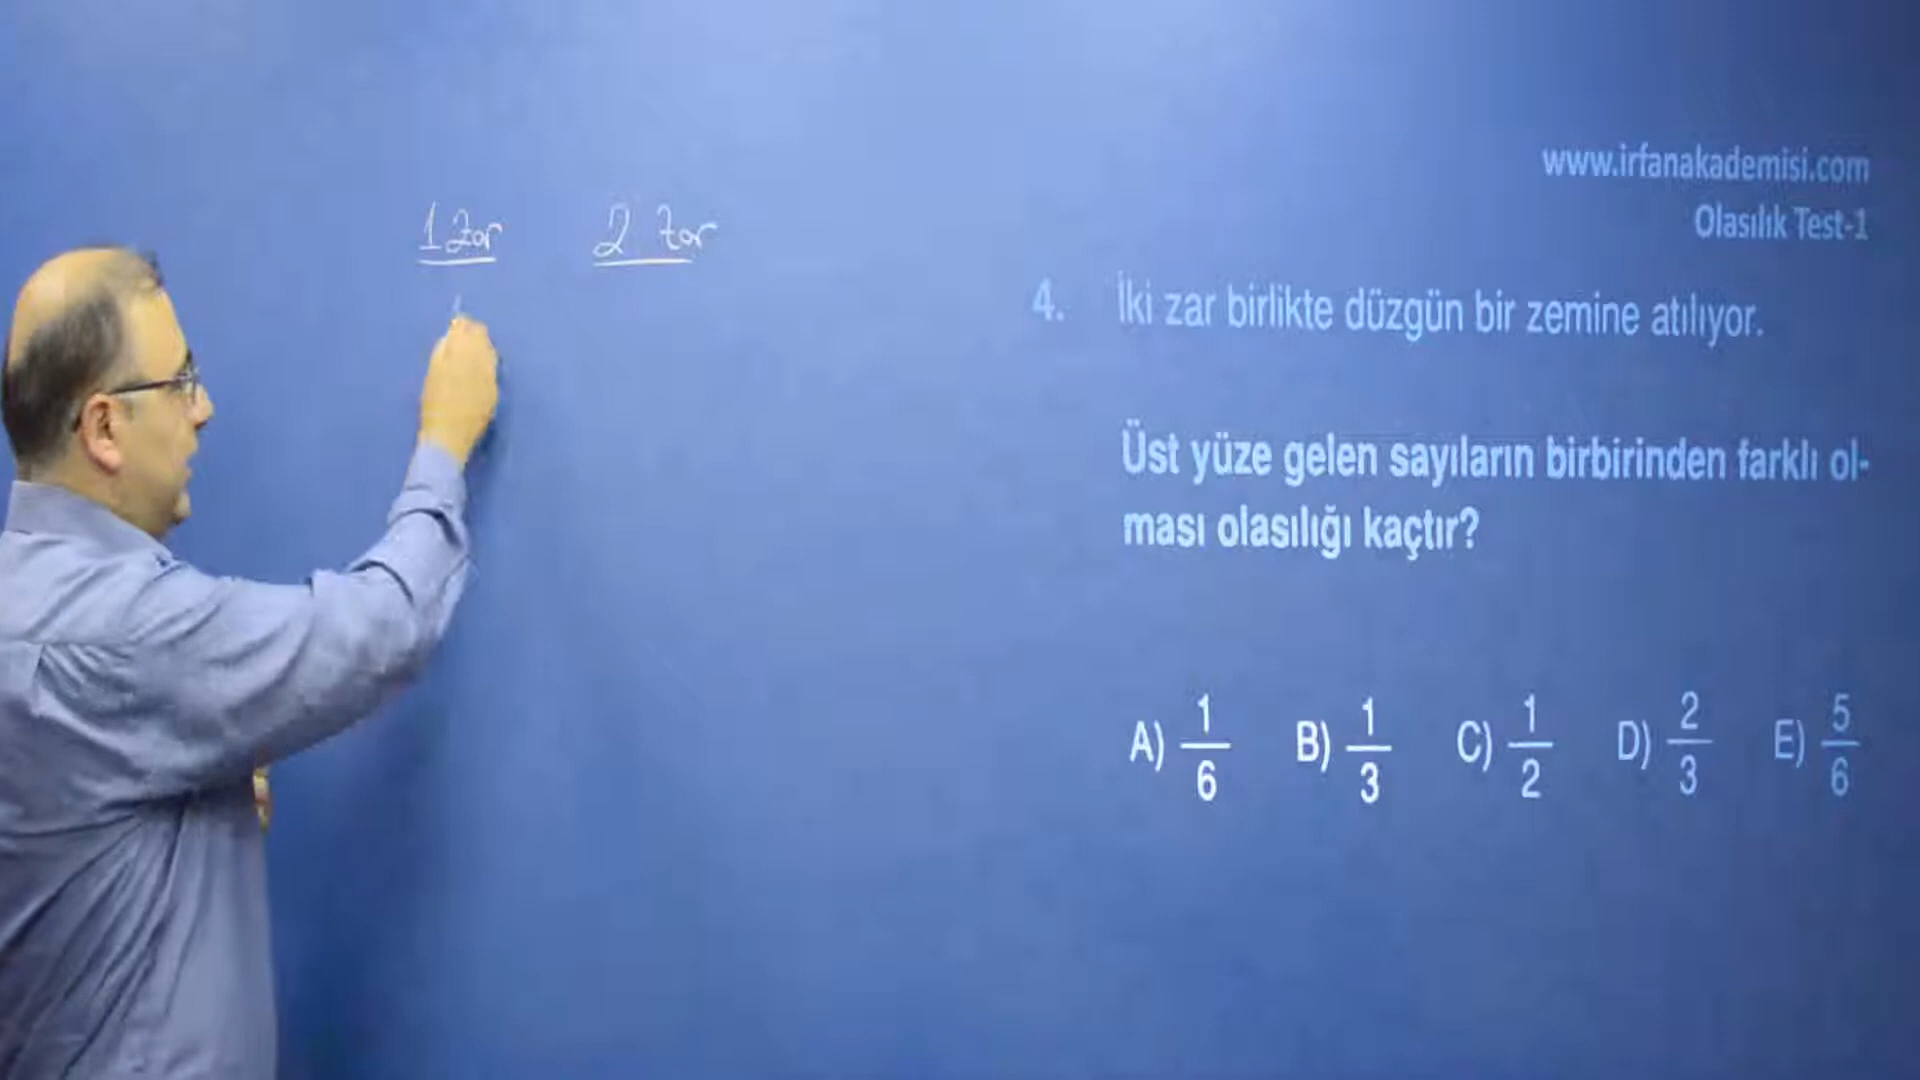 1 Zar 2 Zar
www.irfanakademisi.com
Olasılık Test-1
4. İki zar birlikte düzgün bir zemine atılıyor.
Üst yüze gelen sayıların birbirinden farklı ol-
ması olasılığı kaçtır?
A) 1/6 B) 1/3 C) 1/2 D) 2/3 E) 5/6